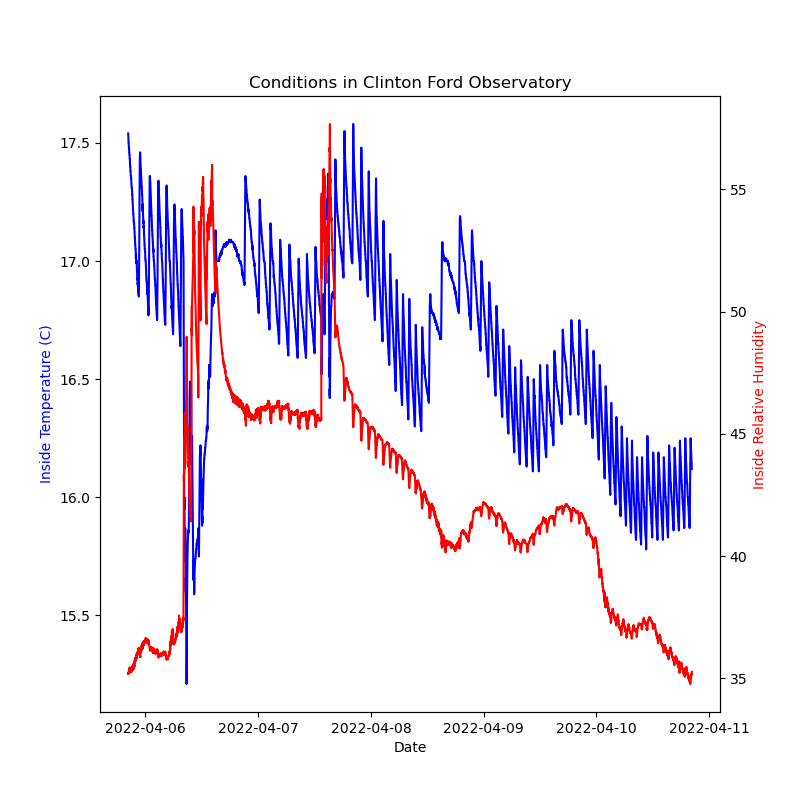 Conditions in Clinton Ford Observatory
17.5
17.0
16.5
16.0
15.5
Inside Temperature (C)
55
50
45
40
35
Inside Relative Humidity
2022-04-06 2022-04-07 2022-04-08 2022-04-09 2022-04-10 2022-04-11
Date